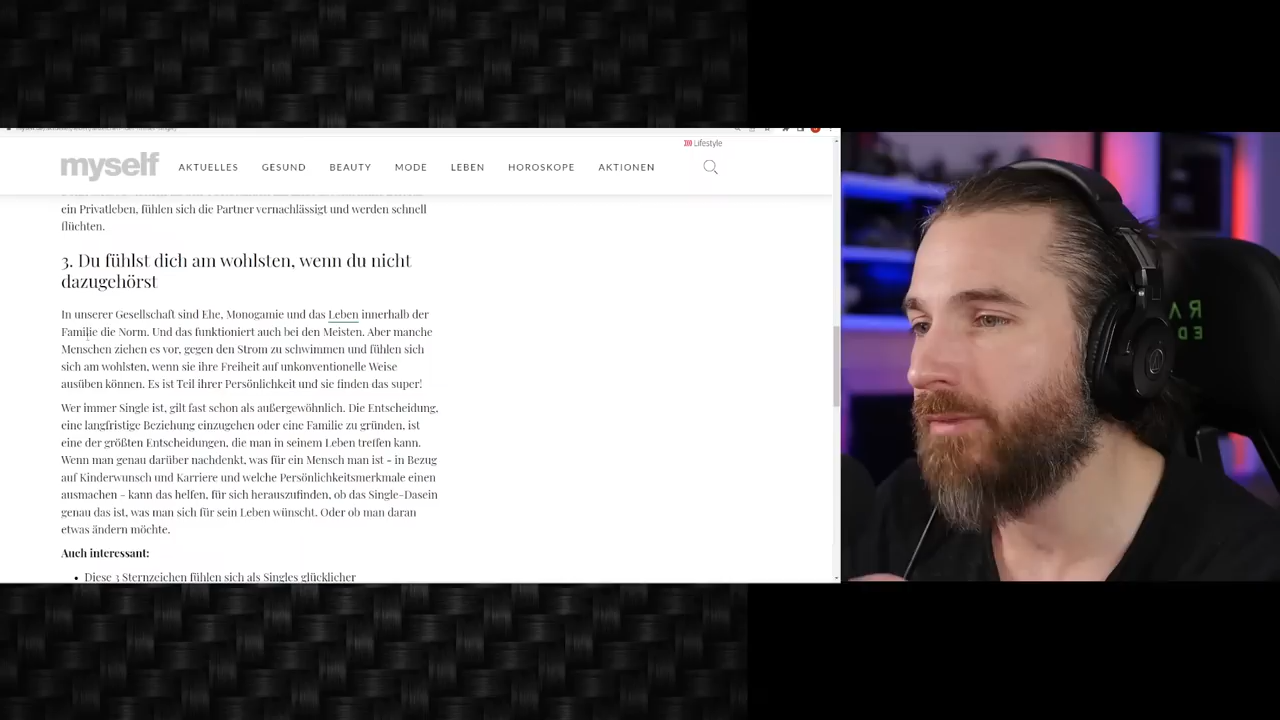 Lifestyle
myself AKTUELLES GESUND BEAUTY MODE LEBEN HOROSKOPE AKTIONEN
ein Privatleben, fühlen sich die Partner vernachlässigt und werden schnell
flüchten.
3. Du fühlst dich am wohlsten, wenn du nicht
dazugehörst
In unserer Gesellschaft sind Ehe, Monogamie und das Leben innerhalb der
Familie die Norm. Und das funktioniert auch bei den Meisten. Aber manche
Menschen ziehen es vor, gegen den Strom zu schwimmen und fühlen sich
sich am wohlsten, wenn sie ihre Freiheit auf unkonventionelle Weise
ausüben können. Es ist Teil ihrer Persönlichkeit und sie finden das super!
Wer immer Single ist, gilt fast schon als außergewöhnlich. Die Entscheidung,
eine langfristige Beziehung einzugehen oder eine Familie zu gründen, ist
eine der größten Entscheidungen, die man in seinem Leben treffen kann.
Wenn man genau darüber nachdenkt, was für ein Mensch man ist - in Bezug
auf Kinderwunsch und Karriere und welche Persönlichkeitsmerkmale einen
ausmachen - kann das helfen, für sich herauszufinden, ob das Single-Dasein
genau das ist, was man sich für sein Leben wünscht. Oder ob man daran
etwas ändern möchte.
Auch interessant:
• Diese 3 Sternzeichen fühlen sich als Singles glücklicher